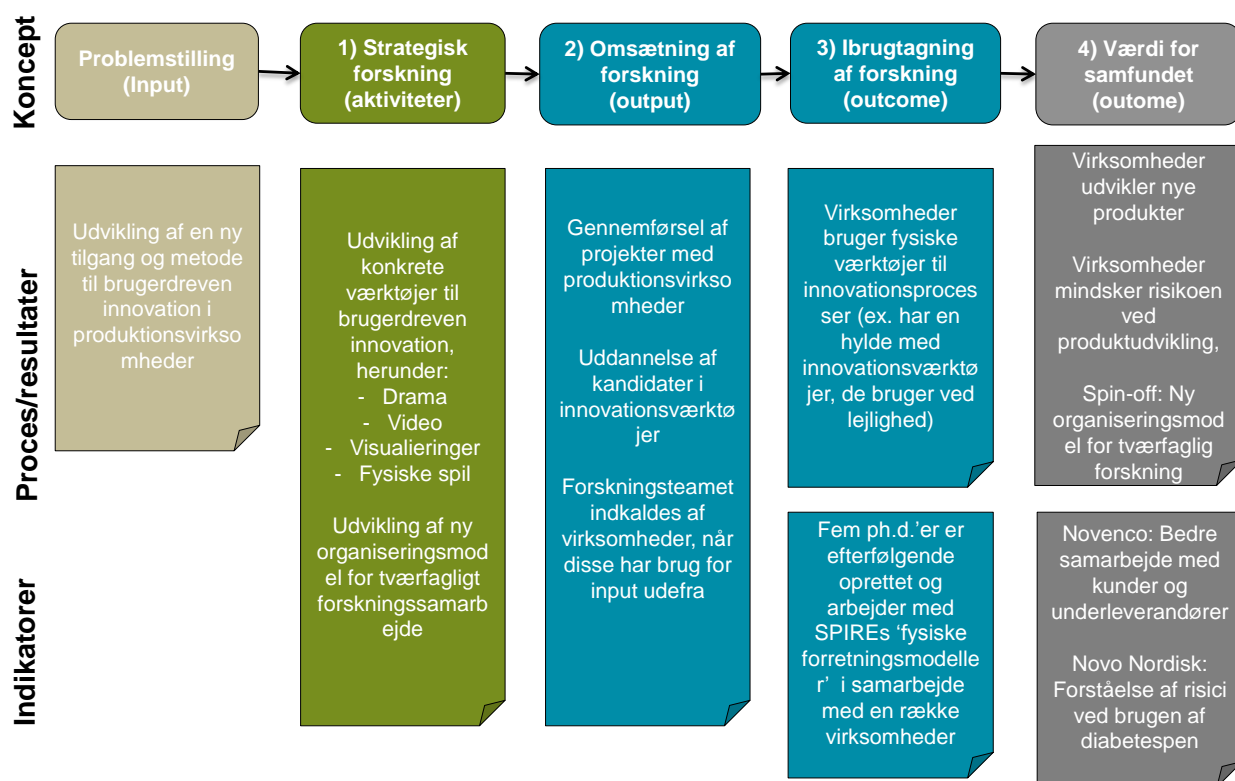 Koncept
Problemstilling
(Input)
1) Strategisk
forskning
(aktiviteter)
2) Omsætning af
forskning
(output)
3) Ibrugtagning
af forskning
(outcome)
4) Værdi for
samfundet
(outome)
Proces/resultater
Udvikling af en ny
tilgang og metode
til brugerdreven
innovation i
produktionsvirkso
mheder
Udvikling af
konkrete
værktøjer til
brugerdreven
innovation,
herunder:
- Drama
- Video
- Visualieringer
- Fysiske spil
Udvikling af ny
organiseringsmod
el for tværfagligt
forskningssamarb
ejde
Gennemførsel af
projekter med
produktionsvirkso
mheder
Uddannelse af
kandidater i
innovationsværktø
jer
Forskningsteamet
indkaldes af
virksomheder, når
disse har brug for
input udefra
Virksomheder
bruger fysiske
værktøjer til
innovationsproces
ser (ex. har en
hylde med
innovationsværktø
jer, de bruger ved
lejlighed)
Virksomheder
udvikler nye
produkter
Virksomheder
mindsker risikoen
ved
produktudvikling,
Spin-off: Ny
organiseringsmod
el for tværfaglig
forskning
Indikatorer
Fem ph.d.’er er
efterfølgende
oprettet og
arbejder med
SPIREs ‘fysiske
forretningsmodelle
r’ i samarbejde
med en række
virksomheder
Novenco: Bedre
samarbejde med
kunder og
underleverandører
Novo Nordisk:
Forståelse af risici
ved brugen af
diabetespen